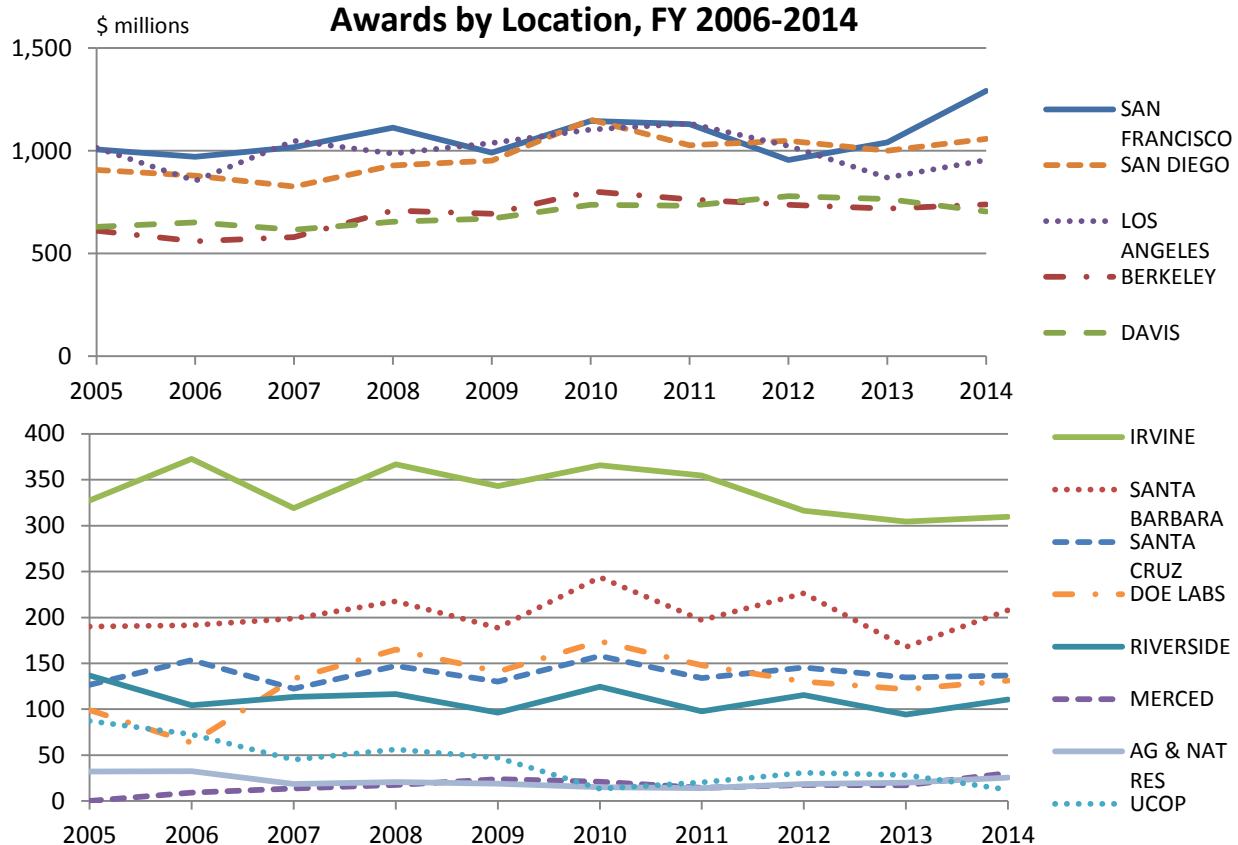 Awards by Location, FY 2006-2014
$ millions
1,500
1,000
500
0
2005 2006 2007 2008 2009 2010 2011 2012 2013 2014
SAN
FRANCISCO
SAN DIEGO
LOS
ANGELES
BERKELEY
DAVIS
400
350
300
250
200
150
100
50
0
2005 2006 2007 2008 2009 2010 2011 2012 2013 2014
IRVINE
SANTA
BARBARA
SANTA
CRUZ
DOE LABS
RIVERSIDE
MERCED
AG & NAT
RES
UCOP